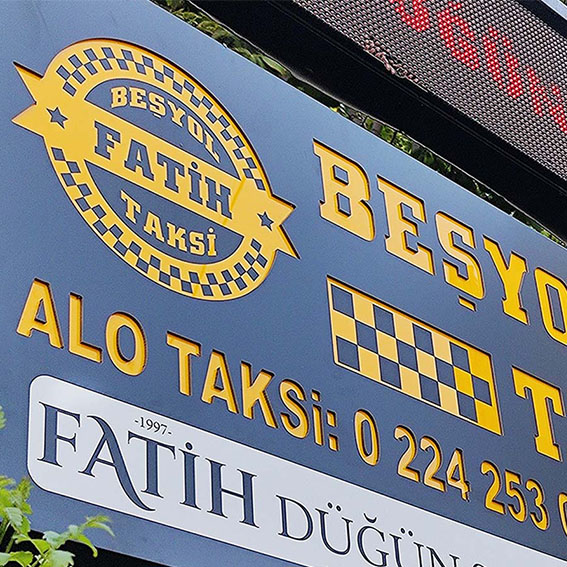 BEŞYOL
FATİH
TAKSİ
BEŞYO
T
ALO TAKSİ: 0 224 253
-1997-
FATİH DÜĞÜN